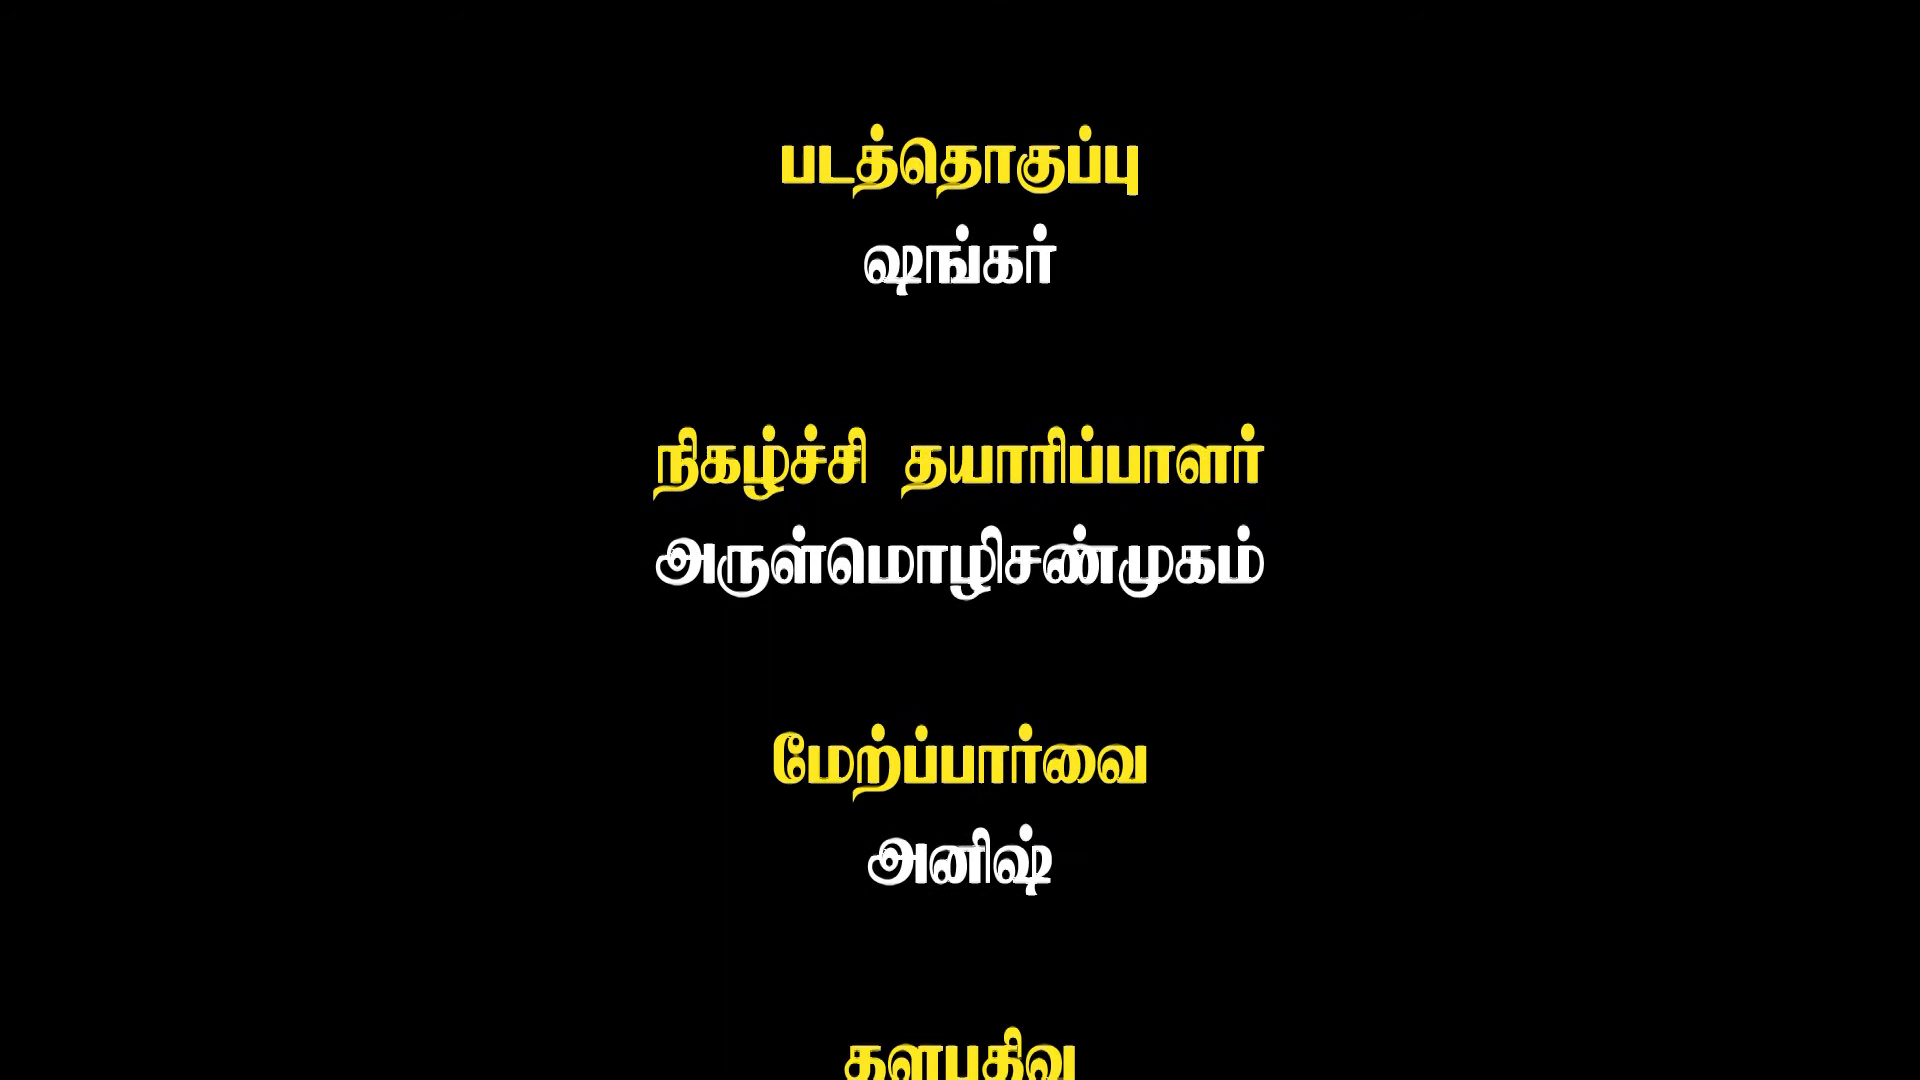 படத்தொகுப்பு
ஷங்கர்
நிகழ்ச்சி தயாரிப்பாளர்
அருள்மொழிசண்முகம்
மேற்ப்பார்வை
அனிஷ்